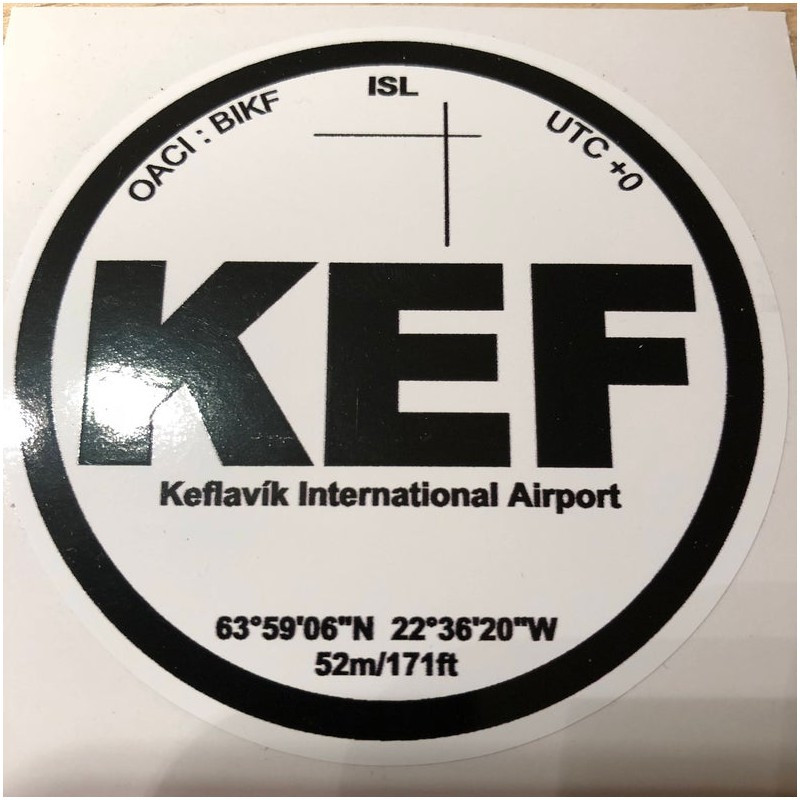 ISL
OACI : BIKF
UTC +0
KEF
Keflavík International Airport
63°59'06"N 22°36'20"W
52m/171ft